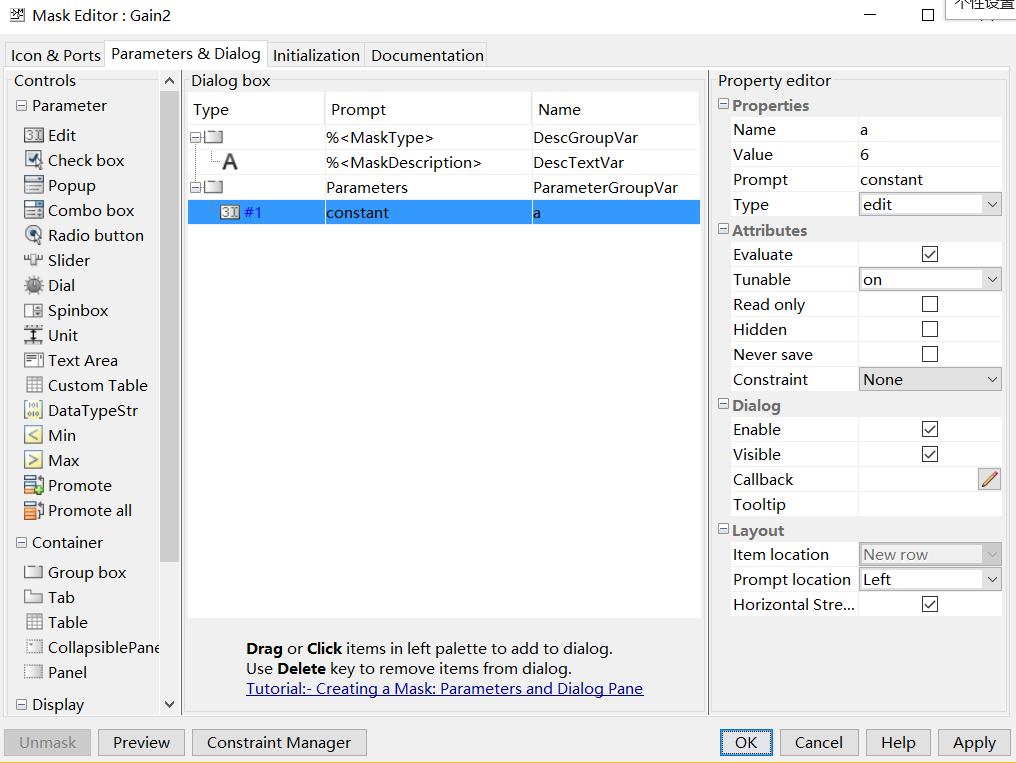 Mask Editor : Gain2
个性设置
Icon & Ports
Parameters & Dialog
Initialization
Documentation
Controls
Parameter
Edit
Check box
Popup
Combo box
Radio button
Slider
Dial
Spinbox
Unit
Text Area
Custom Table
DataTypeStr
Min
Max
Promote
Promote all
Container
Group box
Tab
Table
CollapsiblePane
Panel
Display
Dialog box
Type Prompt Name
%<MaskType> DescGroupVar
A %<MaskDescription> DescTextVar
Parameters ParameterGroupVar
#1 constant a
Drag or Click items in left palette to add to dialog.
Use Delete key to remove items from dialog.
Tutorial:- Creating a Mask: Parameters and Dialog Pane
Property editor
Properties
Name a
Value 6
Prompt constant
Type edit
Attributes
Evaluate
Tunable on
Read only
Hidden
Never save
Constraint None
Dialog
Enable
Visible
Callback
Tooltip
Layout
Item location New row
Prompt location Left
Horizontal Stre...
Unmask Preview Constraint Manager OK Cancel Help Apply